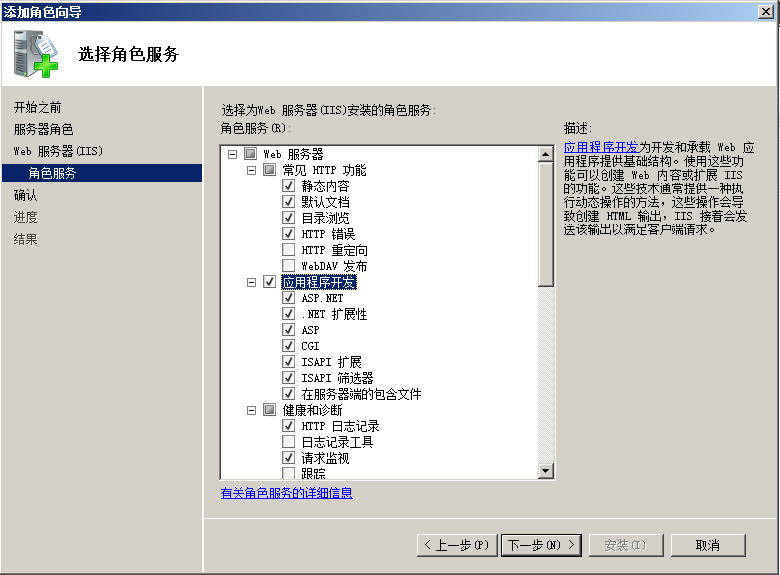 添加角色向导
选择角色服务
开始之前
服务器角色
Web 服务器(IIS)
角色服务
确认
进度
结果
选择为Web 服务器(IIS)安装的角色服务:
角色服务(R):
Web 服务器
常见 HTTP 功能
静态内容
默认文档
目录浏览
HTTP 错误
HTTP 重定向
WebDAV 发布
应用程序开发
ASP.NET
.NET 扩展性
ASP
CGI
ISAPI 扩展
ISAPI 筛选器
在服务器端的包含文件
健康和诊断
HTTP 日志记录
日志记录工具
请求监视
跟踪
有关角色服务的详细信息
描述:
应用程序开发为开发和承载 Web 应
用程序提供基础结构。使用这些功
能可以创建 Web 内容或扩展 IIS
的功能。这些技术通常提供一种执
行动态操作的方法，这些操作会导
致创建 HTML 输出，IIS 接着会发
送该输出以满足客户端请求。
< 上一步(P)
下一步(N) >
安装(I)
取消